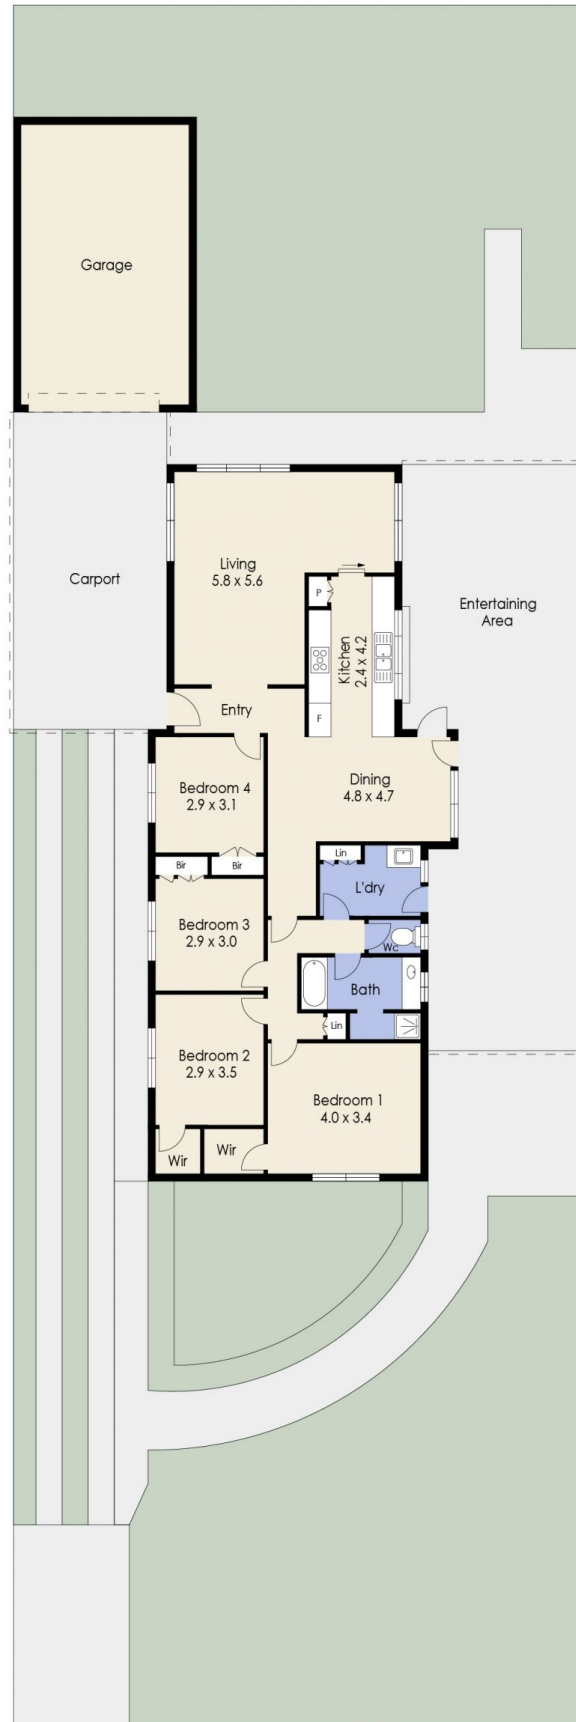 Garage
Carport
Living
5.8 x 5.6
P
Kitchen
2.4 x 4.2
Entertaining
Area
F
Entry
Dining
4.8 x 4.7
Bedroom 4
2.9 x 3.1
Bir
Bir
Lin
L'dry
Bedroom 3
2.9 x 3.0
Wc
Bath
Lin
Bedroom 2
2.9 x 3.5
Bedroom 1
4.0 x 3.4
Wir
Wir